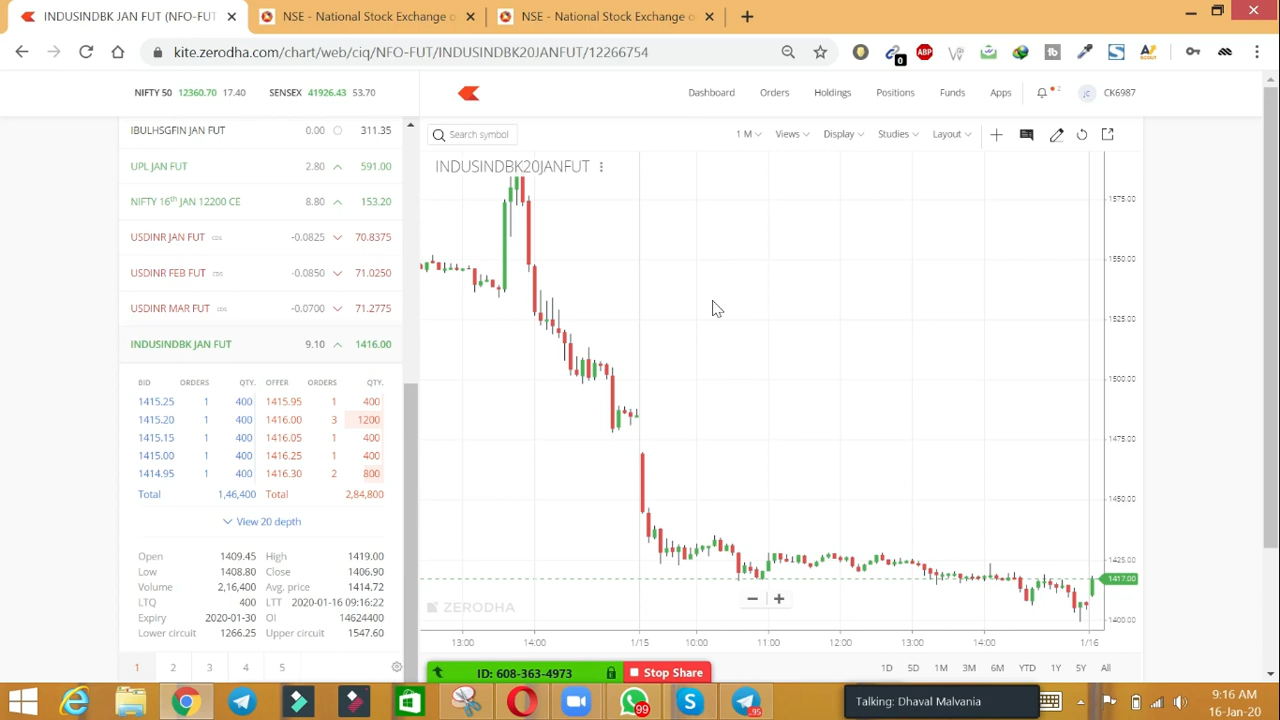 INDUSINDBK JAN FUT (NFO-FUT
NSE - National Stock Exchange o
NSE - National Stock Exchange o
kite.zerodha.com/chart/web/ciq/NFO-FUT/INDUSINDBK20JANFUT/12266754
0
ABP
NIFTY 50 12360.70 17.40
SENSEX 41926.43 53.70
Dashboard
Orders
Holdings
Positions
Funds
Apps
2
JC
CK6987
IBULHSGFIN JAN FUT 0.00 311.35
UPL JAN FUT 2.80 591.00
NIFTY 16th JAN 12200 CE 8.80 153.20
USDINR JAN FUT CDS -0.0825 70.8375
USDINR FEB FUT CDS -0.0850 71.0250
USDINR MAR FUT CDS -0.0700 71.2775
INDUSINDBK JAN FUT 9.10 1416.00
BID ORDERS QTY. OFFER ORDERS QTY.
1415.25 1 400 1415.95 1 400
1415.20 1 400 1416.00 3 1200
1415.15 1 400 1416.05 1 400
1415.00 1 400 1416.25 1 400
1414.95 1 400 1416.30 2 800
Total 1,46,400 Total 2,84,800
View 20 depth
Open 1409.45 High 1419.00
Low 1408.80 Close 1406.90
Volume 2,16,400 Avg. price 1414.72
LTQ 400 LTT 2020-01-16 09:16:22
Expiry 2020-01-30 OI 14624400
Lower circuit 1266.25 Upper circuit 1547.60
1 2 3 4 5
Search symbol
1 M
Views
Display
Studies
Layout
INDUSINDBK20JANFUT
1575.00
1550.00
1525.00
1500.00
1475.00
1450.00
1425.00
1417.00
1400.00
ZERODHA
13:00 14:00 1/15 10:00 11:00 12:00 13:00 14:00 1/16
1D 5D 1M 3M 6M YTD 1Y 5Y All
ID: 608-363-4973
Stop Share
99
95
Talking: Dhaval Malvania
9:16 AM
16-Jan-20